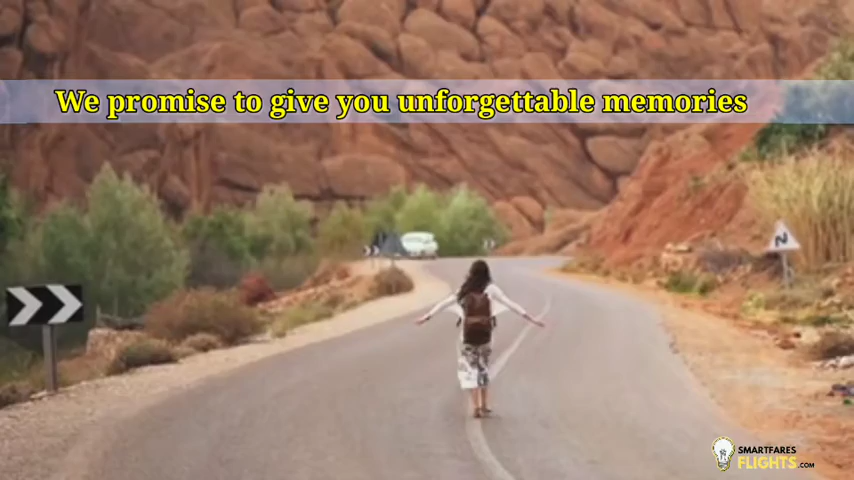 We promise to give you unforgettable memories
SMARTFARES
FLIGHTS.COM